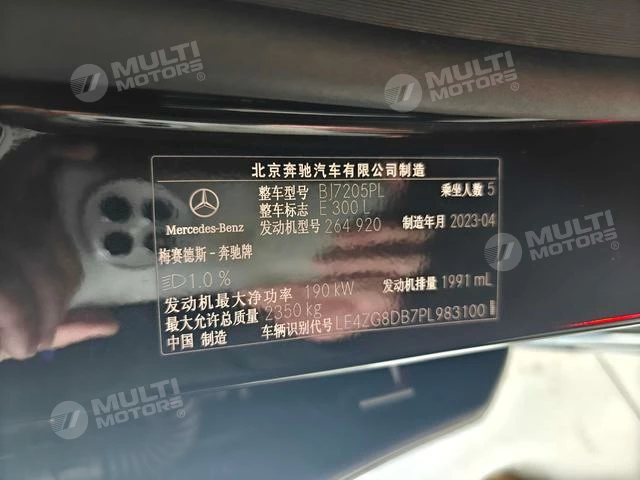 MULTI MOTORS®
MULTI MOTORS®
北京奔驰汽车有限公司制造
整车型号 BJ7205PL 乘坐人数 5
整车标志 E 300 L
Mercedes-Benz 发动机型号 264 920 制造年月 2023-04
梅赛德斯-奔驰牌
1.0 %
发动机最大净功率 190 kW 发动机排量 1991 mL
最大允许总质量 2350 kg
中国 制造 车辆识别代号 LE4ZG8DB7PL983100
MULTI MOTORS®
MULTI MOTORS®